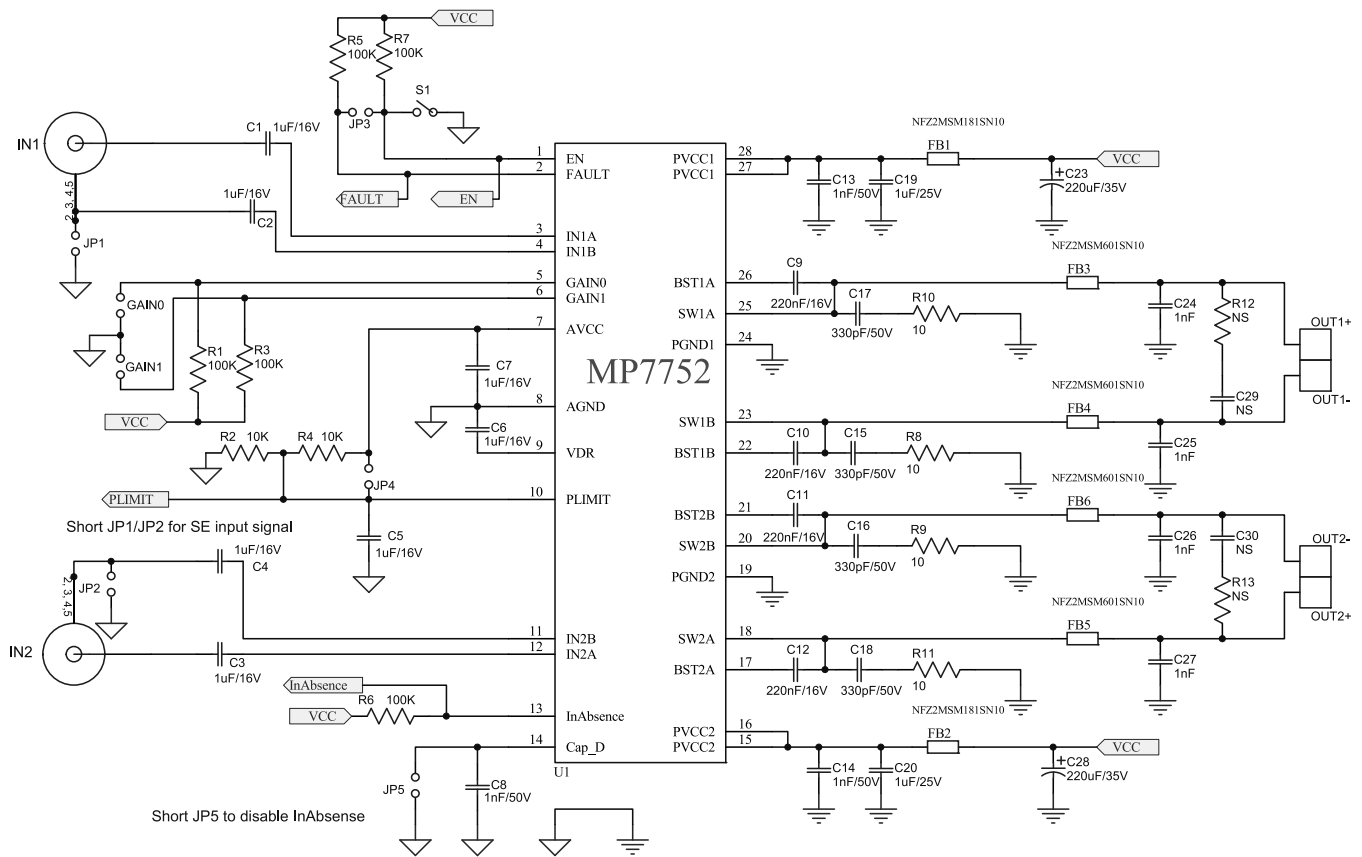 VCC
R5
100K
R7
100K
S1
JP3
IN1
C1
1uF/16V
1uF/16V
C2
2, 3, 4,5
JP1
FAULT
EN
1
EN
2
FAULT
3
IN1A
4
IN1B
5
GAIN0
6
GAIN1
7
AVCC
8
AGND
9
VDR
10
PLIMIT
11
IN2B
12
IN2A
13
InAbsence
14
Cap_D
U1
MP7752
GAIN0
GAIN1
R1
100K
R3
100K
VCC
C7
1uF/16V
C6
1uF/16V
R2 10K
R4 10K
JP4
PLIMIT
C5
1uF/16V
Short JP1/JP2 for SE input signal
1uF/16V
C4
2, 3, 4,5
JP2
IN2
C3
1uF/16V
InAbsence
VCC
R6 100K
JP5
C8
1nF/50V
Short JP5 to disable InAbsense
PVCC1
28
PVCC1
27
BST1A
26
SW1A
25
PGND1
24
SW1B
23
BST1B
22
BST2B
21
SW2B
20
PGND2
19
SW2A
18
BST2A
17
PVCC2
16
PVCC2
15
NFZ2MSM181SN10
FB1
VCC
C13
1nF/50V
C19
1uF/25V
+
C23
220uF/35V
NFZ2MSM601SN10
FB3
C9
220nF/16V
C17
330pF/50V
R10
10
C24
1nF
R12
NS
OUT1+
OUT1-
NFZ2MSM601SN10
FB4
C29
NS
C10
220nF/16V
C15
330pF/50V
R8
10
C25
1nF
NFZ2MSM601SN10
FB6
C11
220nF/16V
C16
330pF/50V
R9
10
C26
1nF
C30
NS
R13
NS
OUT2-
OUT2+
NFZ2MSM601SN10
FB5
C12
220nF/16V
C18
330pF/50V
R11
10
C27
1nF
NFZ2MSM181SN10
FB2
VCC
C14
1nF/50V
C20
1uF/25V
+
C28
220uF/35V